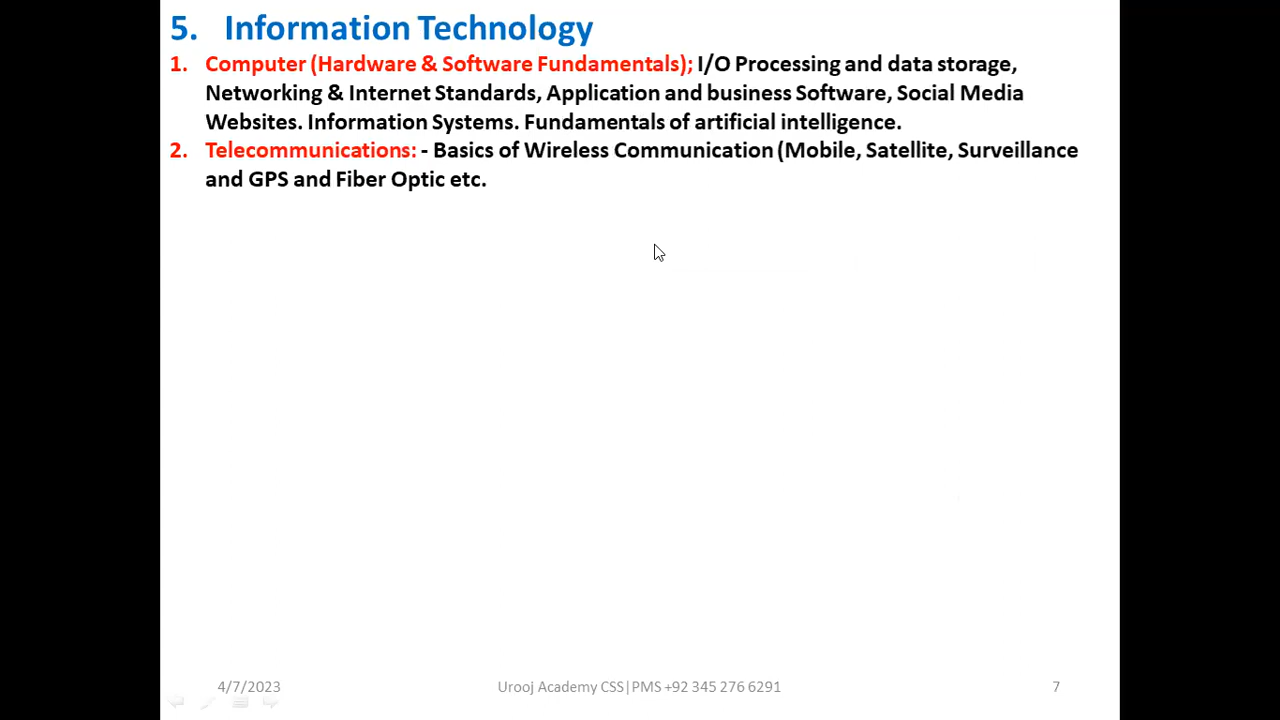 5. Information Technology
1. Computer (Hardware & Software Fundamentals); I/O Processing and data storage,
Networking & Internet Standards, Application and business Software, Social Media
Websites. Information Systems. Fundamentals of artificial intelligence.
2. Telecommunications: - Basics of Wireless Communication (Mobile, Satellite, Surveillance
and GPS and Fiber Optic etc.
4/7/2023 Urooj Academy CSS|PMS +92 345 276 6291 7